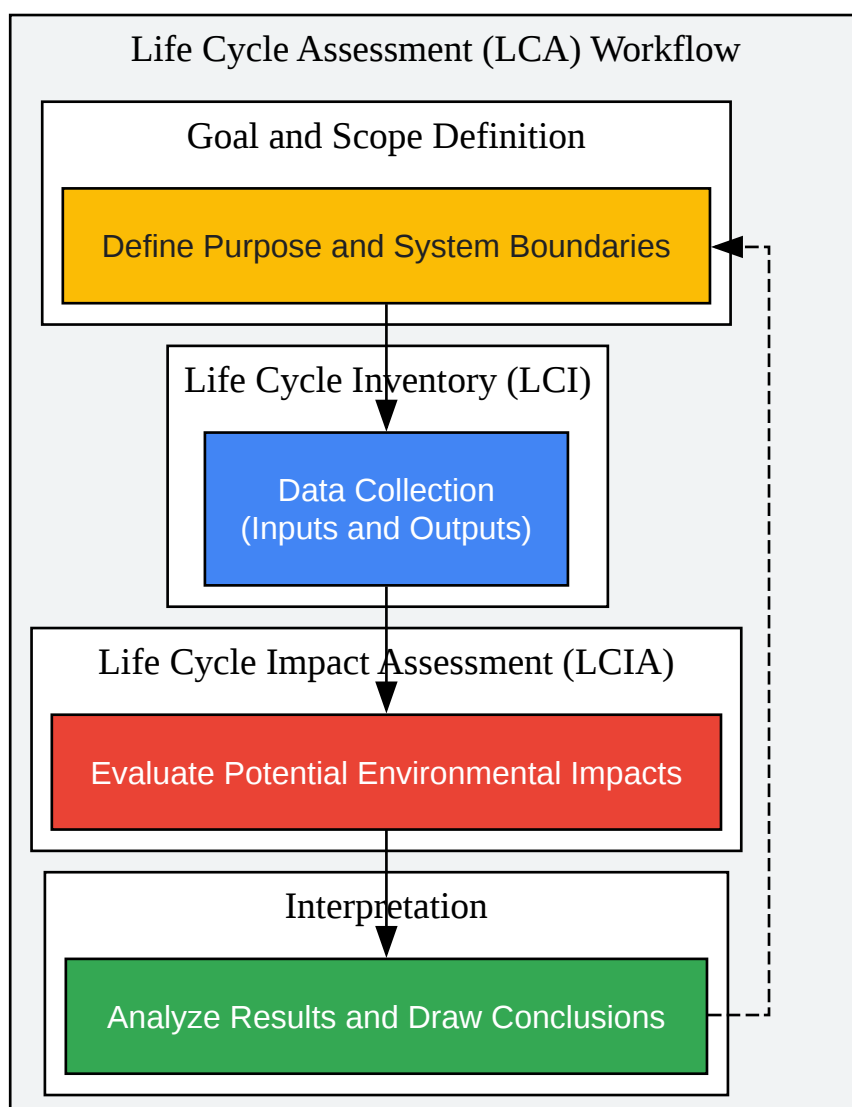 Life Cycle Assessment (LCA) Workflow
Goal and Scope Definition
Define Purpose and System Boundaries
Life Cycle Inventory (LCI)
Data Collection
(Inputs and Outputs)
Life Cycle Impact Assessment (LCIA)
Evaluate Potential Environmental Impacts
Interpretation
Analyze Results and Draw Conclusions